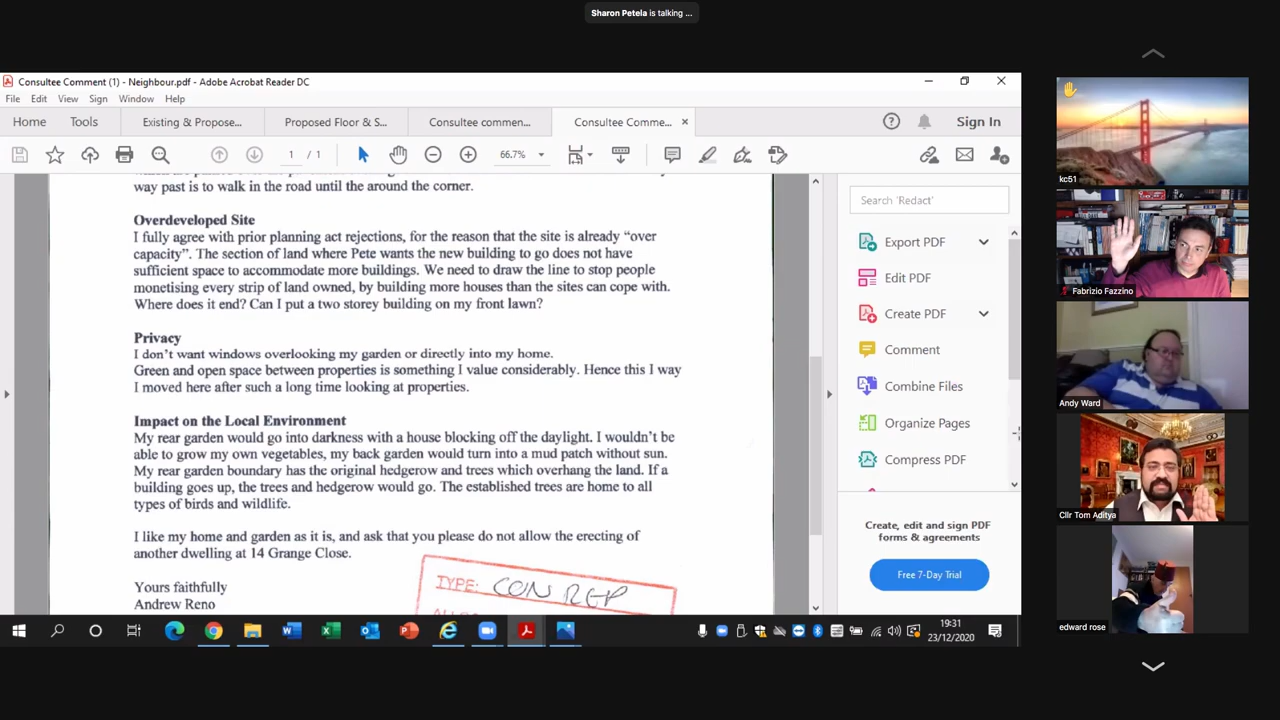 Sharon Petela is talking ...
Consultee Comment (1) - Neighbour.pdf - Adobe Acrobat Reader DC
File Edit View Sign Window Help
Home Tools Existing & Propose... Proposed Floor & S... Consultee commen... Consultee Comme... × Sign In
1 / 1 66.7%
way past is to walk in the road until the around the corner.
Overdeveloped Site
I fully agree with prior planning act rejections, for the reason that the site is already “over
capacity”. The section of land where Pete wants the new building to go does not have
sufficient space to accommodate more buildings. We need to draw the line to stop people
monetising every strip of land owned, by building more houses than the sites can cope with.
Where does it end? Can I put a two storey building on my front lawn?
Privacy
I don’t want windows overlooking my garden or directly into my home.
Green and open space between properties is something I value considerably. Hence this I way
I moved here after such a long time looking at properties.
Impact on the Local Environment
My rear garden would go into darkness with a house blocking off the daylight. I wouldn’t be
able to grow my own vegetables, my back garden would turn into a mud patch without sun.
My rear garden boundary has the original hedgerow and trees which overhang the land. If a
building goes up, the trees and hedgerow would go. The established trees are home to all
types of birds and wildlife.
I like my home and garden as it is, and ask that you please do not allow the erecting of
another dwelling at 14 Grange Close.
Yours faithfully
Andrew Reno
TYPE: CON REP
Search 'Redact'
Export PDF
Edit PDF
Create PDF
Comment
Combine Files
Organize Pages
Compress PDF
Create, edit and sign PDF
forms & agreements
Free 7-Day Trial
19:31
23/12/2020
kc51
Fabrizio Fazzino
Andy Ward
Cllr Tom Aditya
edward rose